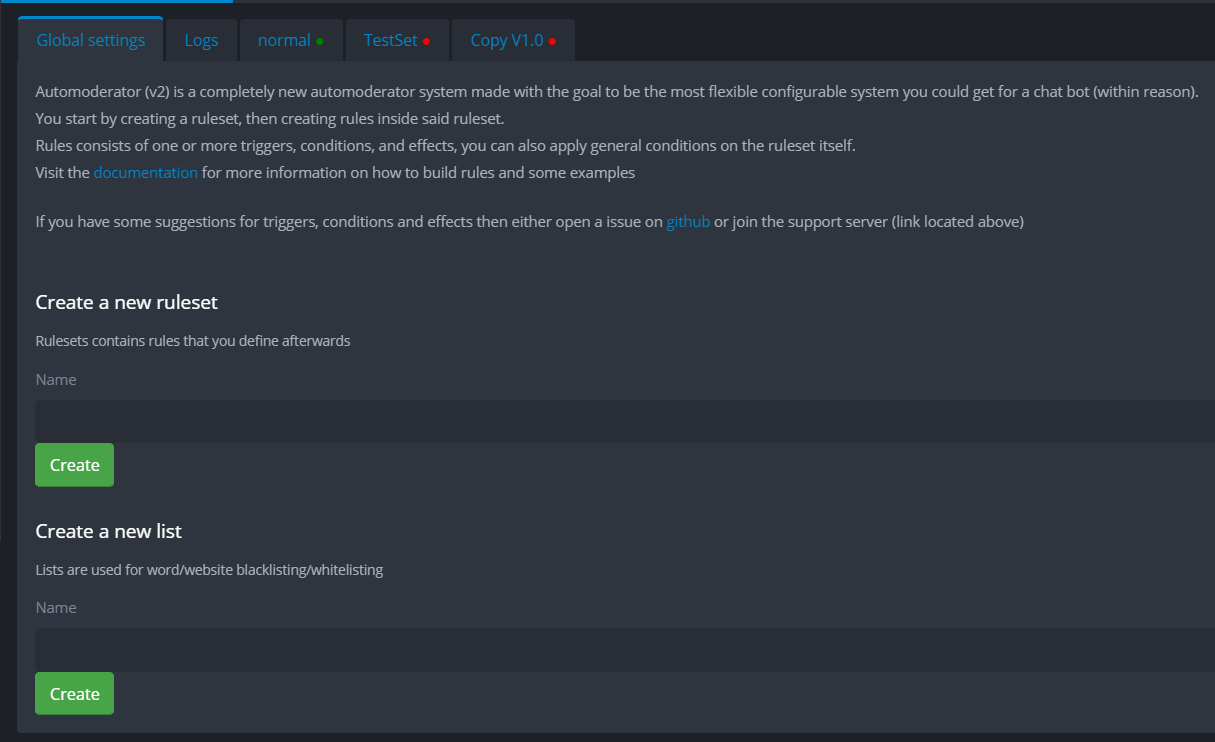 Global settings
Logs
normal
TestSet
Copy V1.0
Automoderator (v2) is a completely new automoderator system made with the goal to be the most flexible configurable system you could get for a chat bot (within reason).
You start by creating a ruleset, then creating rules inside said ruleset.
Rules consists of one or more triggers, conditions, and effects, you can also apply general conditions on the ruleset itself.
Visit the documentation for more information on how to build rules and some examples
If you have some suggestions for triggers, conditions and effects then either open a issue on github or join the support server (link located above)
Create a new ruleset
Rulesets contains rules that you define afterwards
Name
Create
Create a new list
Lists are used for word/website blacklisting/whitelisting
Name
Create